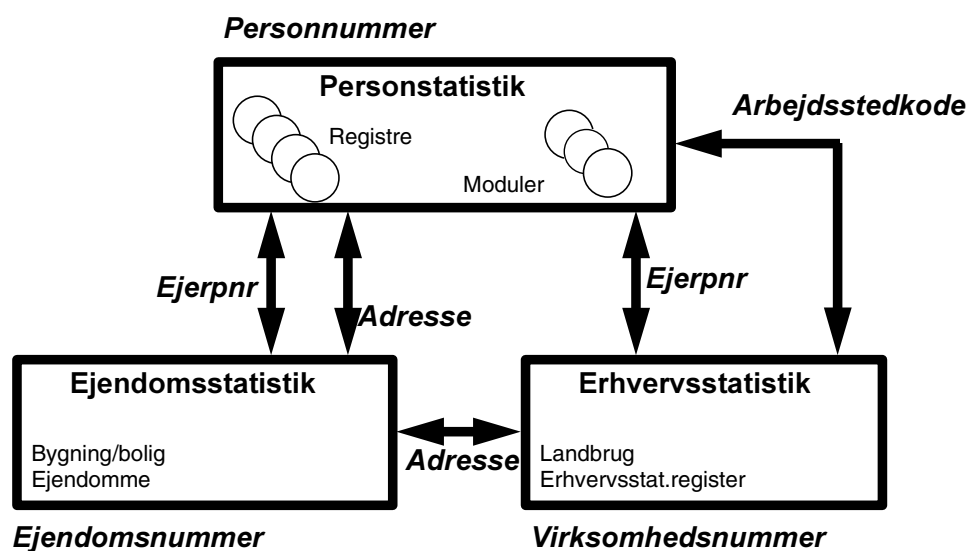 Personnummer
Personstatistik
Arbejdsstedkode
Registre
Moduler
Ejerpnr
Ejerpnr
Adresse
Ejendomsstatistik
Erhvervsstatistik
Bygning/bolig
Ejendomme
Adresse
Landbrug
Erhvervsstat.register
Ejendomsnummer
Virksomhedsnummer